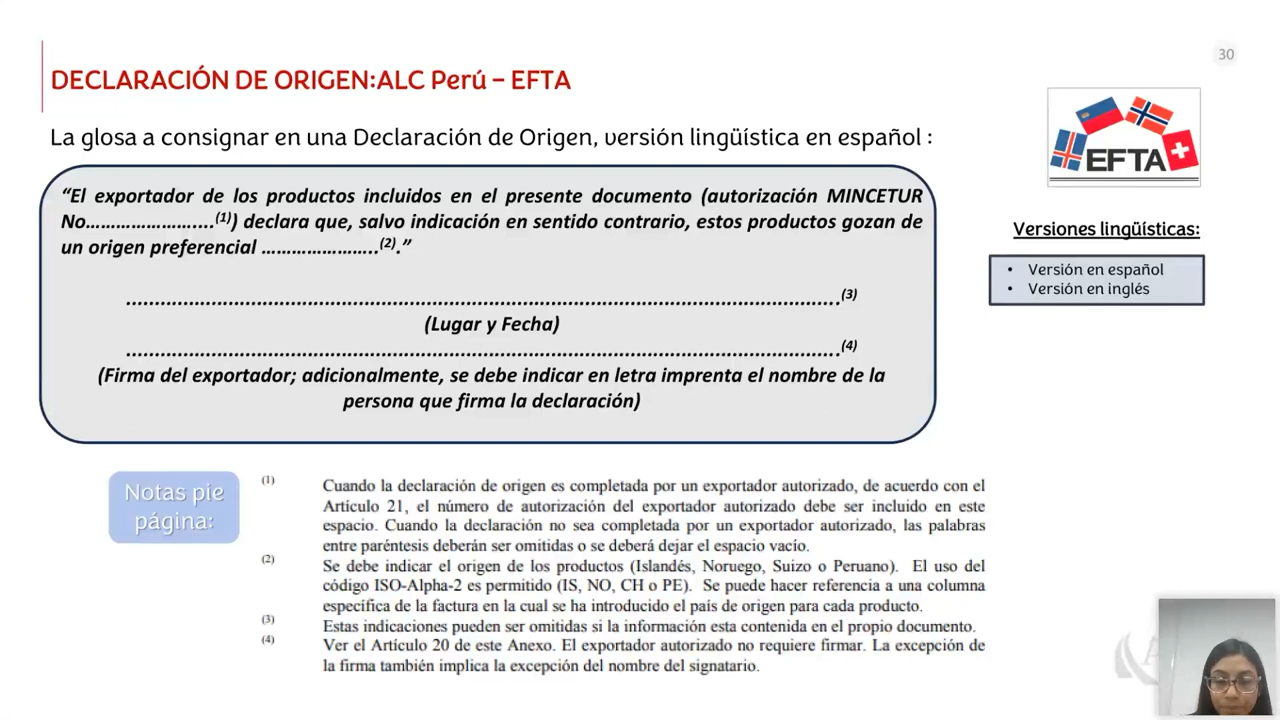 30
DECLARACIÓN DE ORIGEN:ALC Perú – EFTA
La glosa a consignar en una Declaración de Origen, versión lingüística en español :
“El exportador de los productos incluidos en el presente documento (autorización MINCETUR
No…………………....(1)) declara que, salvo indicación en sentido contrario, estos productos gozan de
un origen preferencial …………………..(2).”
....................................................................................................................................(3)
(Lugar y Fecha)
....................................................................................................................................(4)
(Firma del exportador; adicionalmente, se debe indicar en letra imprenta el nombre de la
persona que firma la declaración)
EFTA
Versiones lingüísticas:
• Versión en español
• Versión en inglés
Notas pie
página:
(1) Cuando la declaración de origen es completada por un exportador autorizado, de acuerdo con el
Artículo 21, el número de autorización del exportador autorizado debe ser incluido en este
espacio. Cuando la declaración no sea completada por un exportador autorizado, las palabras
entre paréntesis deberán ser omitidas o se deberá dejar el espacio vacío.
(2) Se debe indicar el origen de los productos (Islandés, Noruego, Suizo o Peruano). El uso del
código ISO-Alpha-2 es permitido (IS, NO, CH o PE). Se puede hacer referencia a una columna
específica de la factura en la cual se ha introducido el país de origen para cada producto.
(3) Estas indicaciones pueden ser omitidas si la información esta contenida en el propio documento.
(4) Ver el Artículo 20 de este Anexo. El exportador autorizado no requiere firmar. La excepción de
la firma también implica la excepción del nombre del signatario.